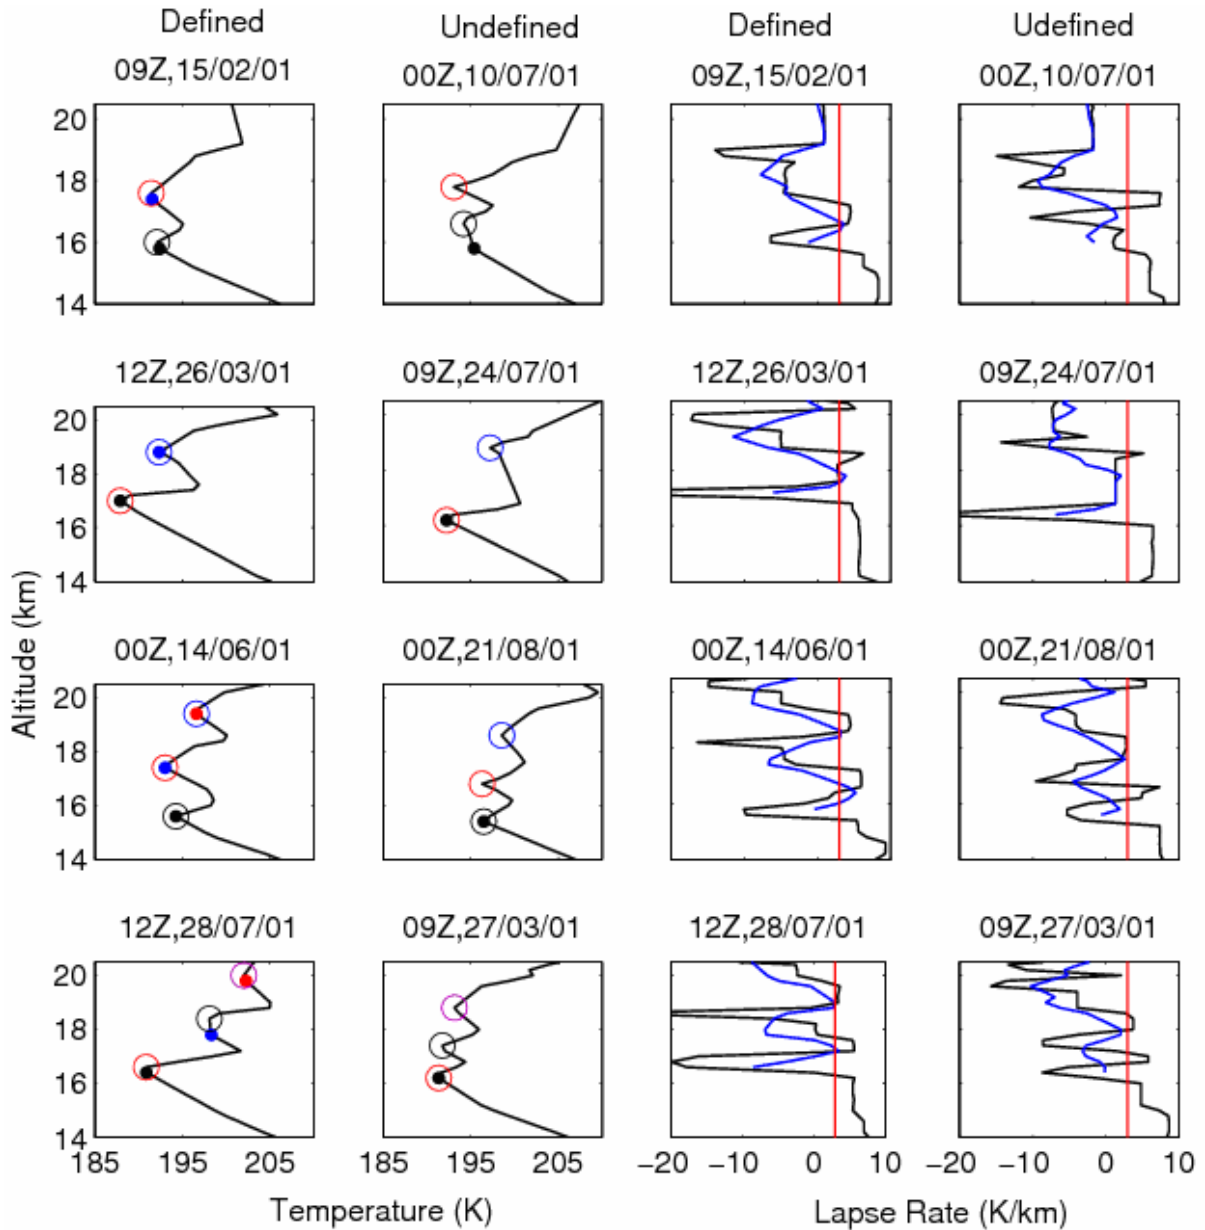 Defined Undefined Defined Udefined
09Z,15/02/01 00Z,10/07/01 09Z,15/02/01 00Z,10/07/01
20
18
16
14
12Z,26/03/01 09Z,24/07/01 12Z,26/03/01 09Z,24/07/01
20
18
16
14
Altitude (km)
00Z,14/06/01 00Z,21/08/01 00Z,14/06/01 00Z,21/08/01
20
18
16
14
12Z,28/07/01 09Z,27/03/01 12Z,28/07/01 09Z,27/03/01
20
18
16
14
185 195 205 185 195 205 −20 −10 0 10 −20 −10 0 10
Temperature (K) Lapse Rate (K/km)